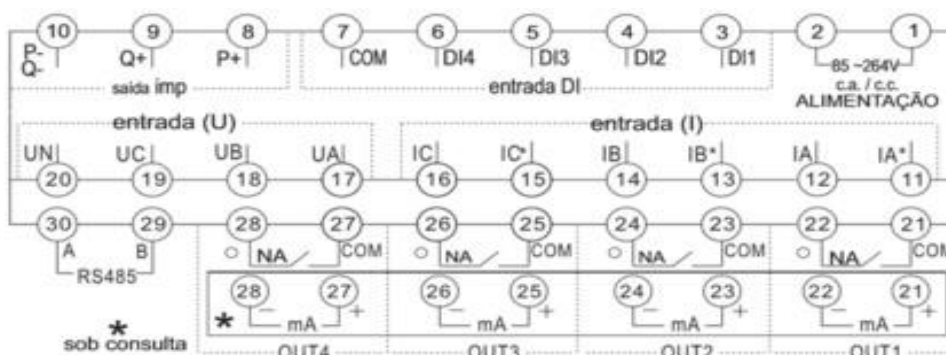 10 9 8 7 6 5 4 3 2 1
P- Q+ P+ COM DI4 DI3 DI2 DI1 85 ~264V
Q- c.a. / c.c.
saída imp entrada DI ALIMENTAÇÃO
entrada (U) entrada (I)
UN UC UB UA IC IC* IB IB* IA IA*
20 19 18 17 16 15 14 13 12 11
30 29 28 27 26 25 24 23 22 21
A B NA COM NA COM NA COM NA COM
RS485
28 27 26 25 24 23 22 21
* − mA + − mA + − mA + − mA +
*
sob consulta
OUT4 OUT3 OUT2 OUT1